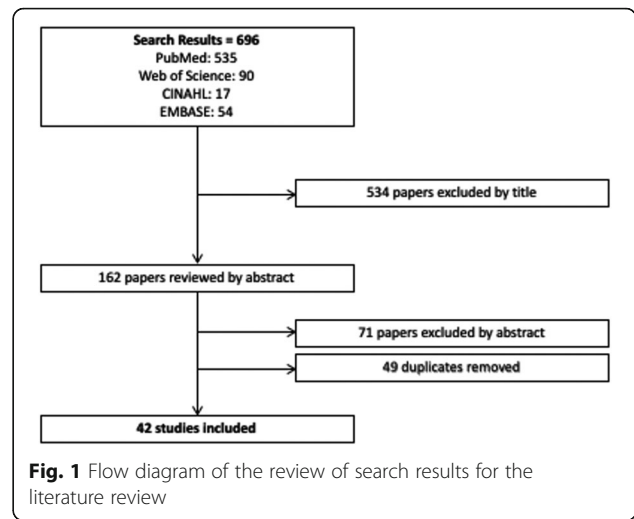 Search Results = 696
PubMed: 535
Web of Science: 90
CINAHL: 17
EMBASE: 54
534 papers excluded by title
162 papers reviewed by abstract
71 papers excluded by abstract
49 duplicates removed
42 studies included
Fig. 1 Flow diagram of the review of search results for the
literature review